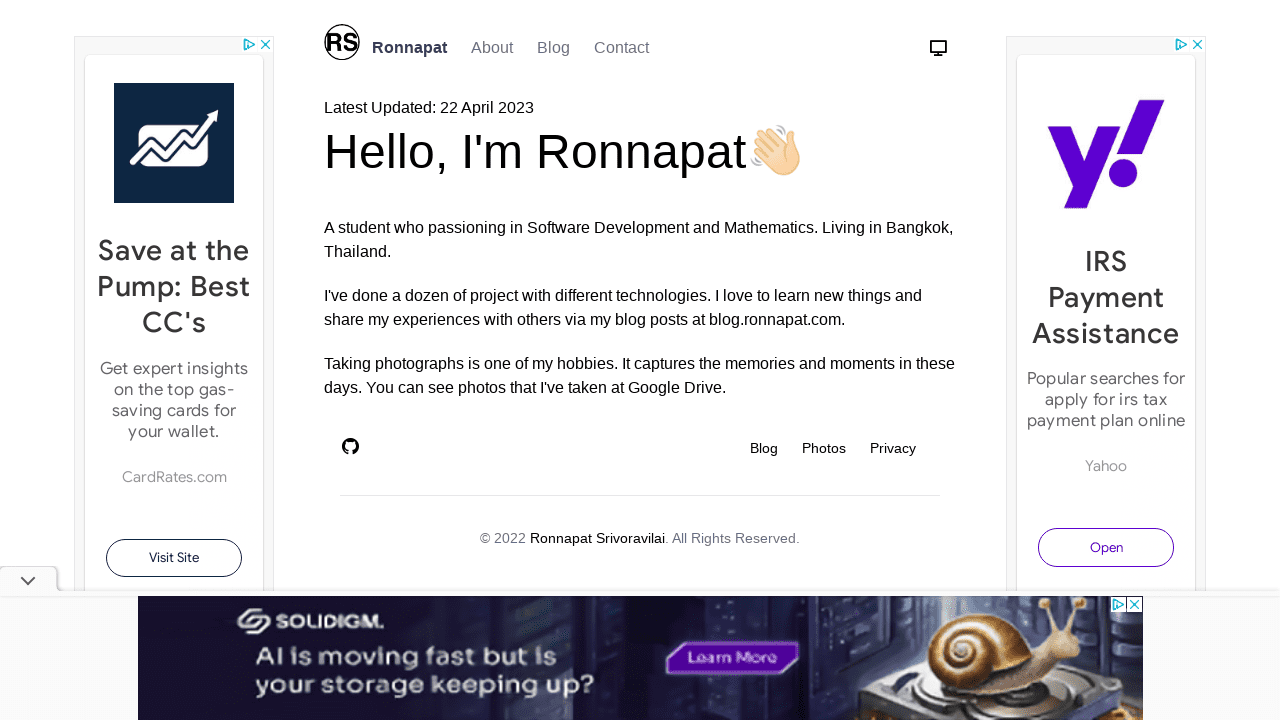 RS Ronnapat About Blog Contact
Latest Updated: 22 April 2023
Hello, I'm Ronnapat👋🏻
A student who passioning in Software Development and Mathematics. Living in Bangkok,
Thailand.
I've done a dozen of project with different technologies. I love to learn new things and
share my experiences with others via my blog posts at blog.ronnapat.com.
Taking photographs is one of my hobbies. It captures the memories and moments in these
days. You can see photos that I've taken at Google Drive.
Blog Photos Privacy
© 2022 Ronnapat Srivoravilai. All Rights Reserved.
Save at the
Pump: Best
CC's
Get expert insights
on the top gas-
saving cards for
your wallet.
CardRates.com
Visit Site
y!
IRS
Payment
Assistance
Popular searches for
apply for irs tax
payment plan online
Yahoo
Open
SOLIDIGM.
AI is moving fast but is
your storage keeping up?
Learn More